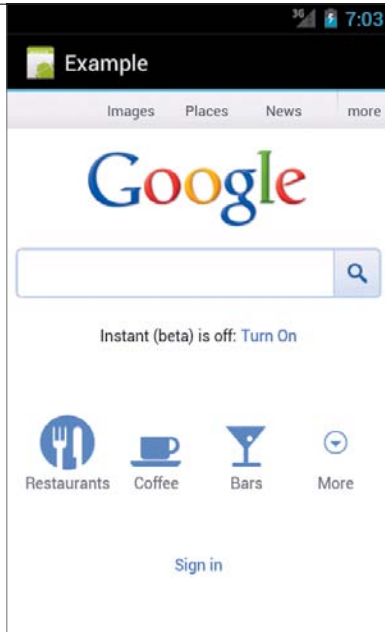 3G 7:03
Example
Images Places News more
Google
Instant (beta) is off: Turn On
Restaurants Coffee Bars More
Sign in